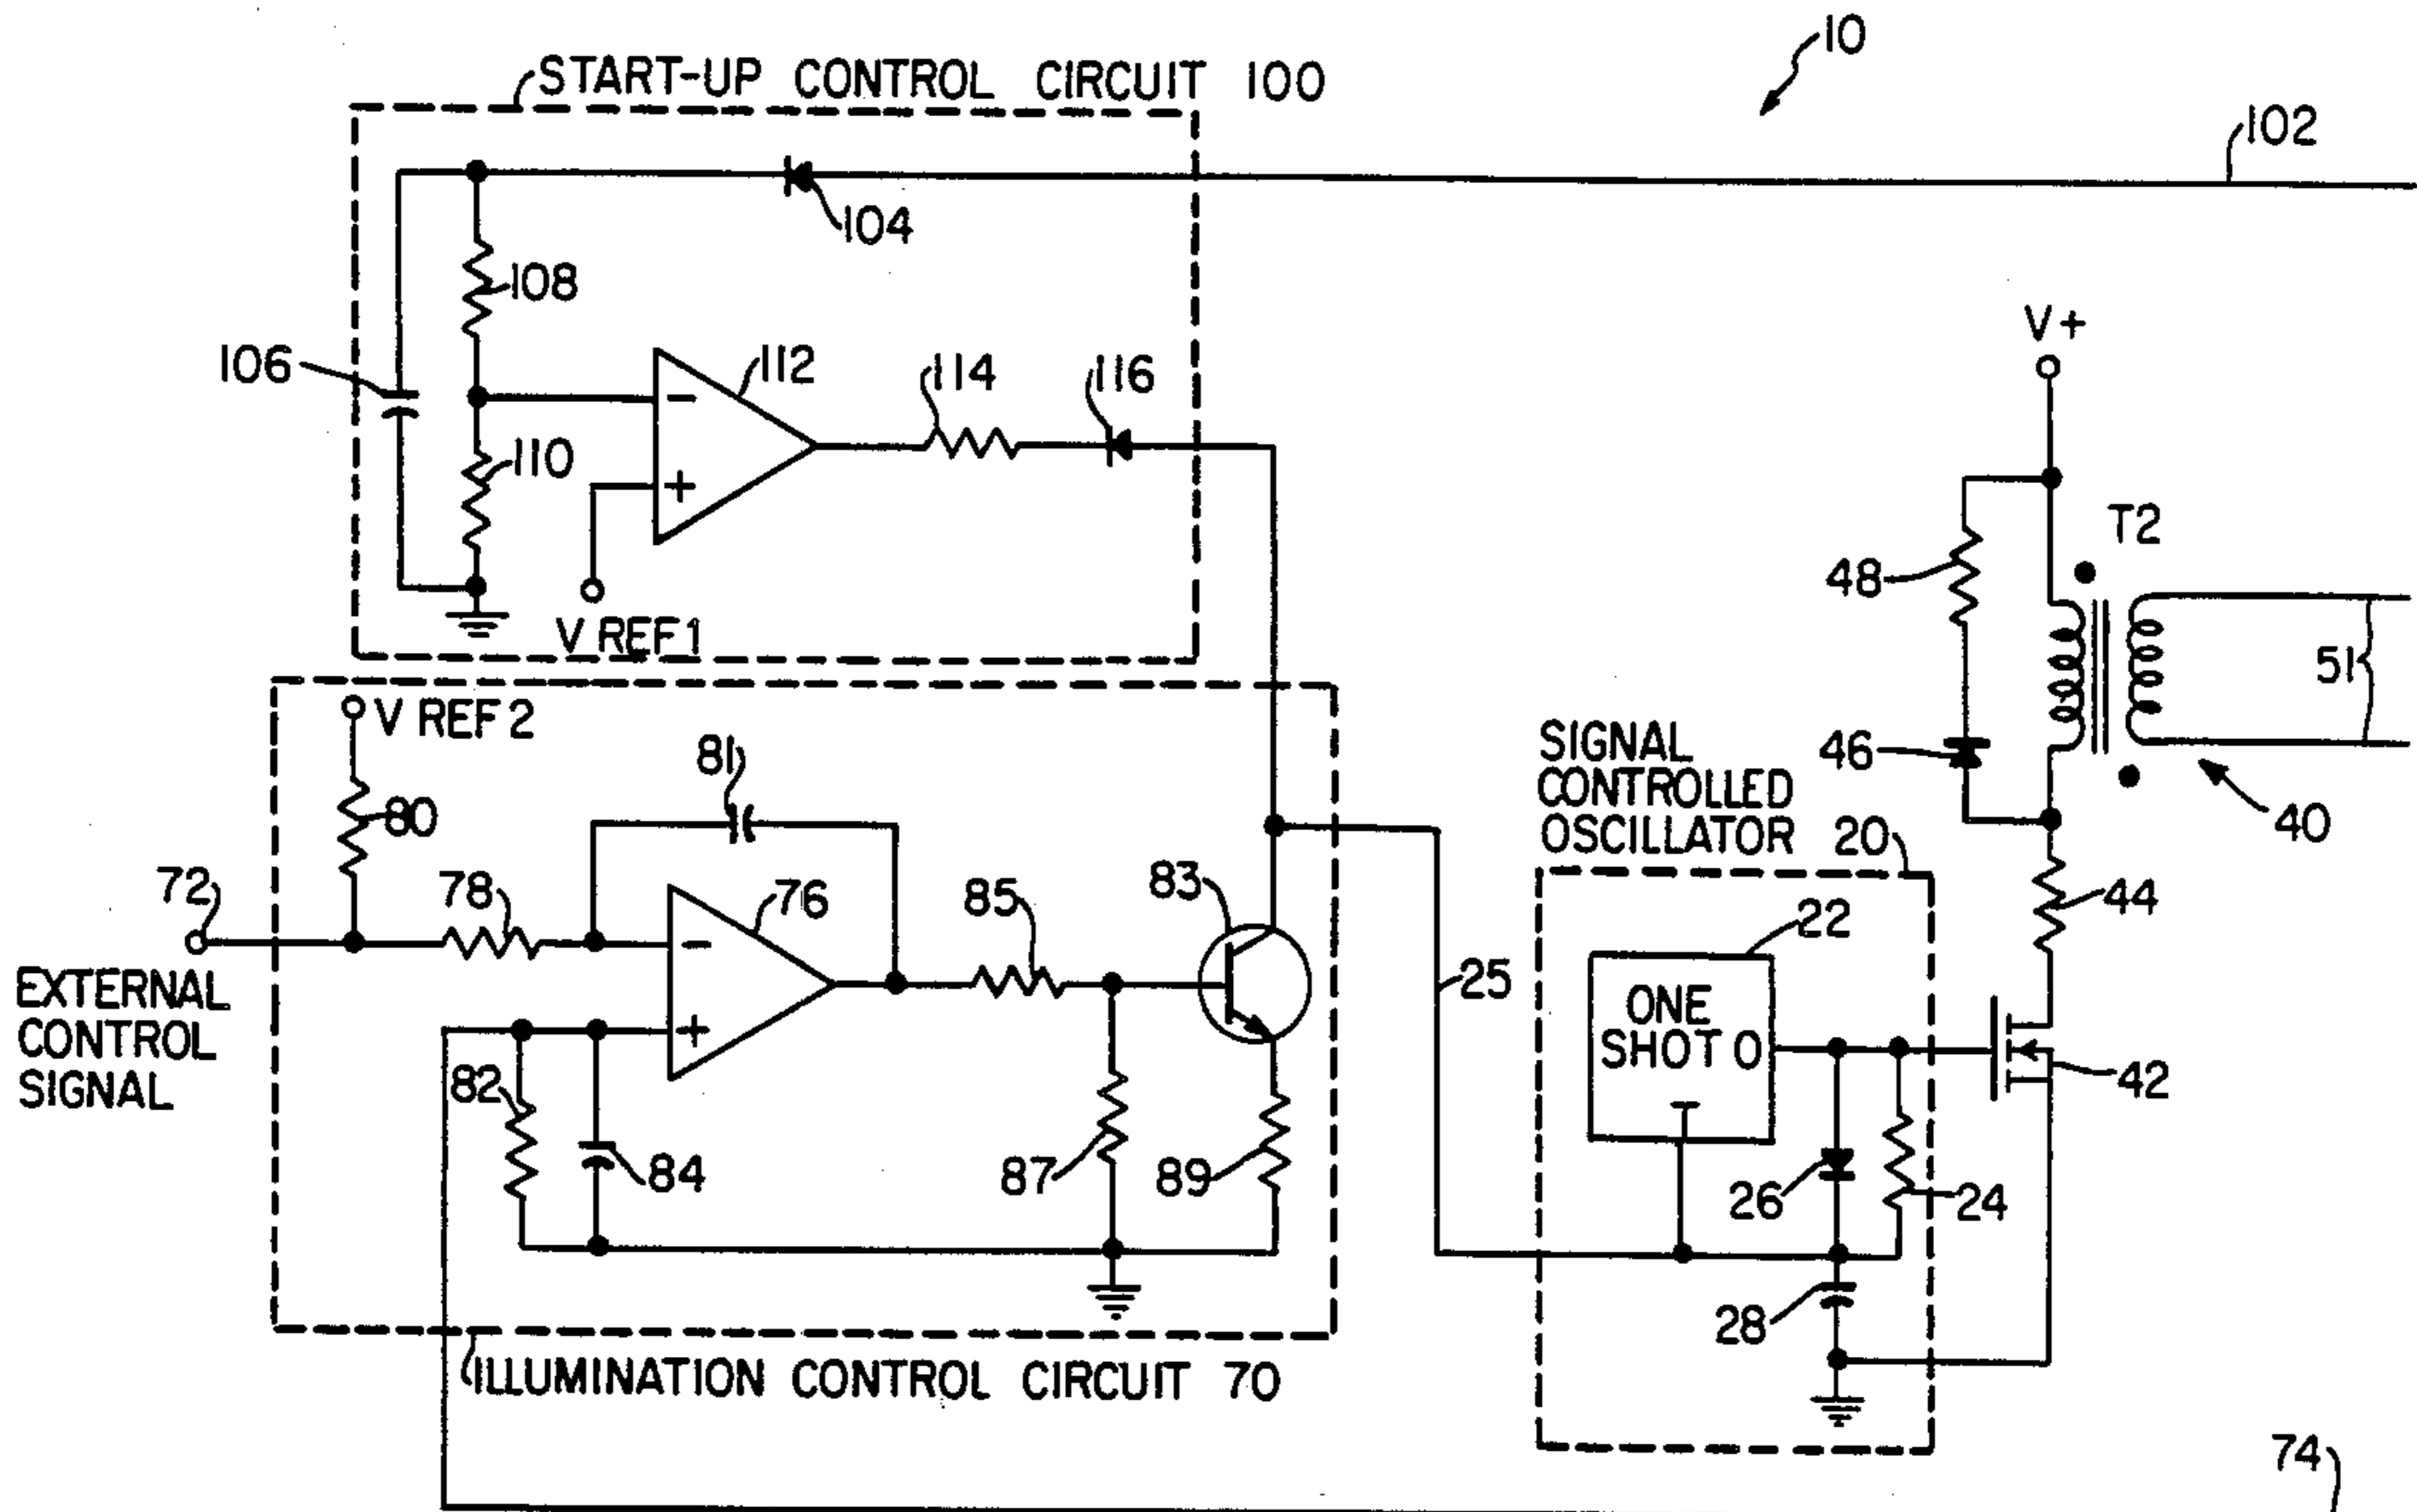 10
START-UP CONTROL CIRCUIT 100
102
104
108
106
112
114
116
110
- 
+
V REF 1
V+
T2
48
51
46
40
V REF 2
80
81
SIGNAL
CONTROLLED
OSCILLATOR 20
72
78
76
85
83
44
-
+
22
25
EXTERNAL
CONTROL
SIGNAL
ONE
SHOT O
42
82
84
87
89
26
24
28
ILLUMINATION CONTROL CIRCUIT 70
74